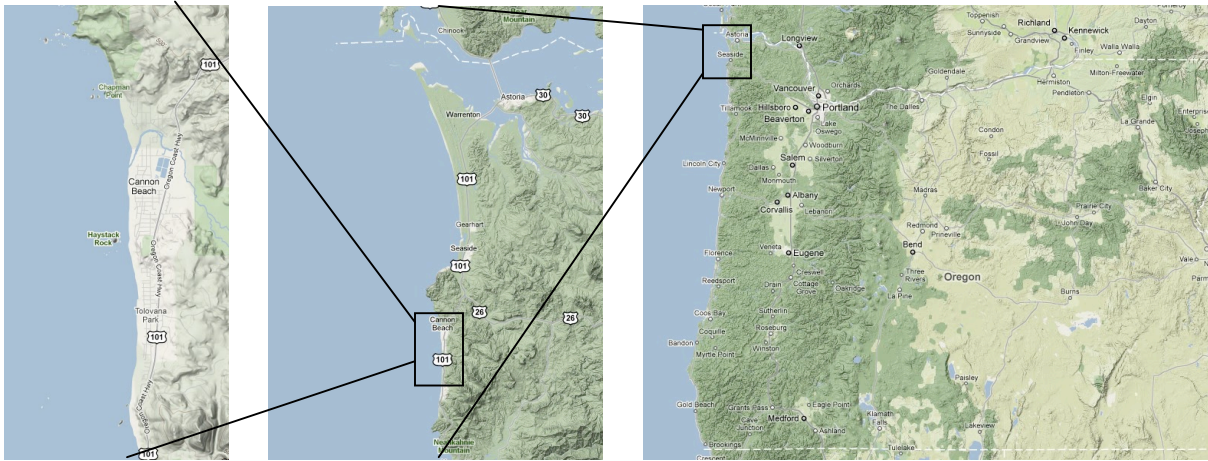 101
Chapman
Point
Cannon
Beach
Oregon Coast Hwy
Haystack
Rock
Oregon Coast Hwy
Tolovana
Park
101
Oregon Coast Hwy
101
Mountain
Chinook
Astoria
30
30
Warrenton
101
Gearhart
Seaside
101
26
26
Cannon
Beach
101
Neahkahnie
Mountain
Astoria
Seaside
Longview
Toppenish
Sunnyside
Grandview
Richland
Kennewick
Finley
Dayton
Walla Walla
Milton-Freewater
Goldendale
Hermiston
Pendleton
Vancouver
Orchards
Hillsboro
Portland
Beaverton
Lake
Oswego
The Dalles
Elgin
Enterprise
Joseph
La Grande
Tillamook
McMinnville
Woodburn
Condon
Fossil
Lincoln City
Salem
Silverton
Dallas
Monmouth
Newport
Albany
Corvallis
Lebanon
Madras
Baker City
Prairie City
John Day
Redmond
Prineville
Bend
Veneta
Eugene
Florence
Three
Rivers
Oregon
Vale
Reedsport
Drain
Creswell
Cottage
Grove
Oakridge
La Pine
Burns
Coos Bay
Sutherlin
Coquille
Roseburg
Bandon
Winston
Myrtle Point
Paisley
Gold Beach
Grants Pass
Eagle Point
Medford
Cave
Junction
Klamath
Falls
Ashland
Lakeview
Brookings
Tulelake
Crescent